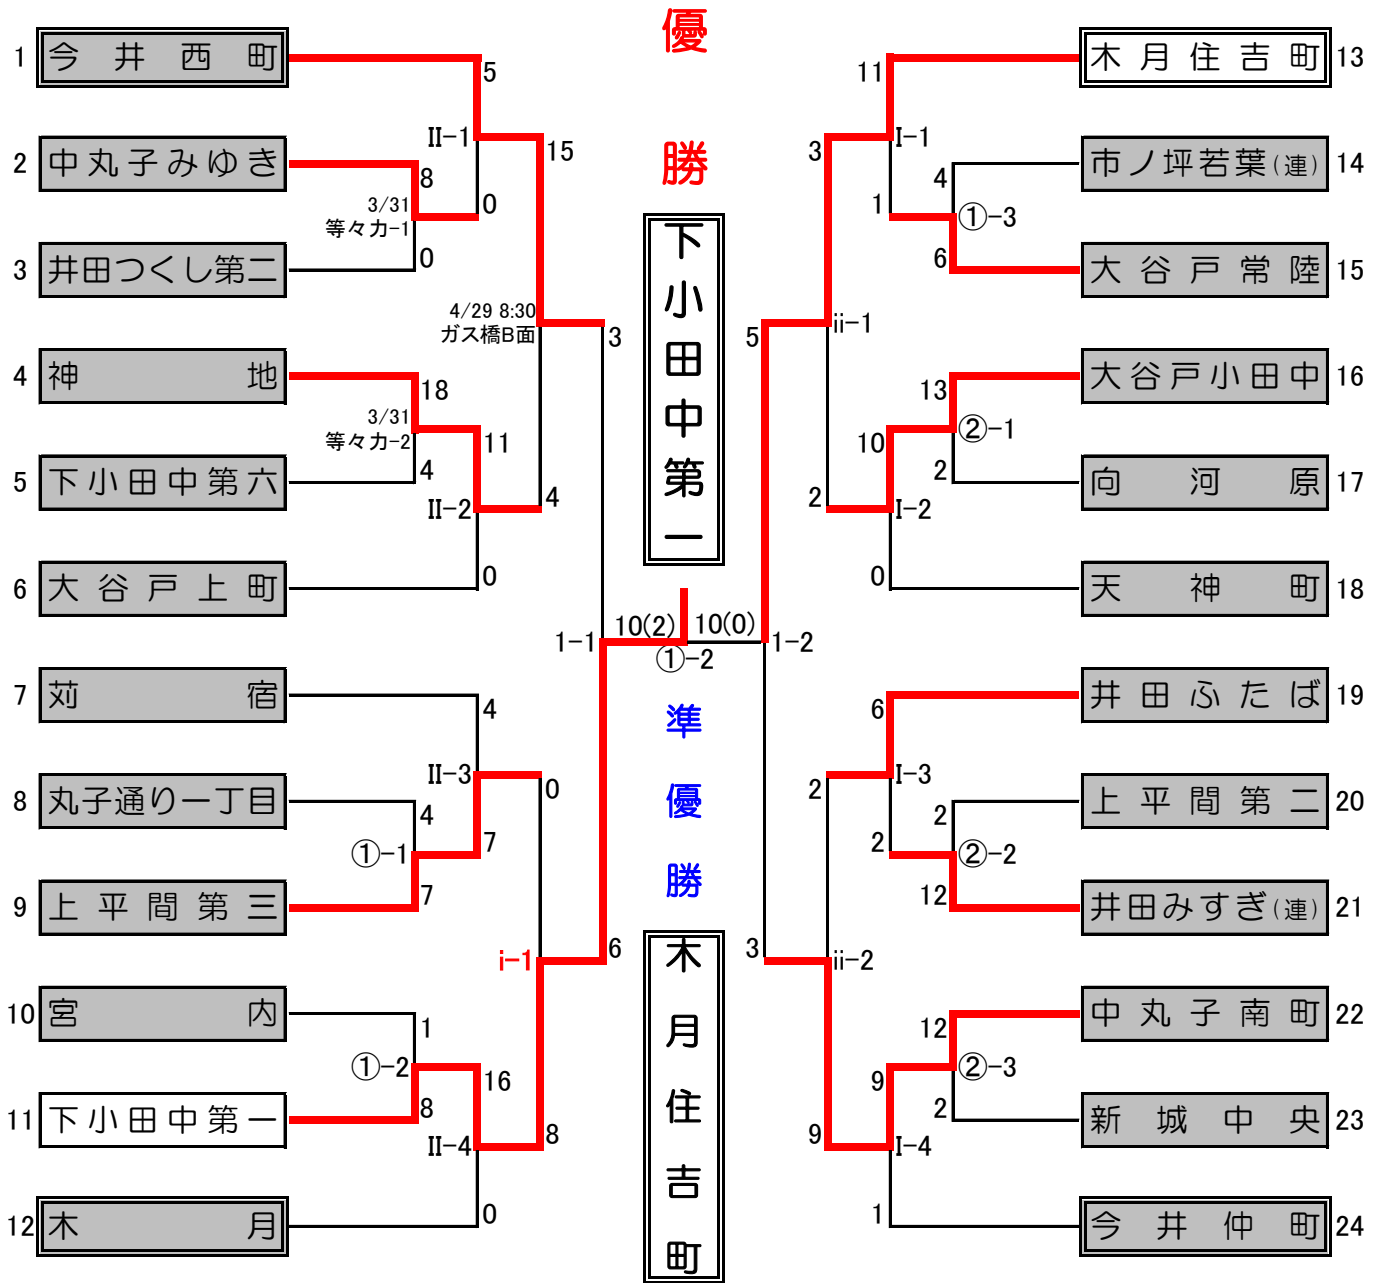 優勝
下小田中第一
準優勝
木月住吉町
1 今井西町
2 中丸子みゆき
3 井田つくし第二
4 神地
5 下小田中第六
6 大谷戸上町
7 苅宿
8 丸子通り一丁目
9 上平間第三
10 宮内
11 下小田中第一
12 木月
5
II-1
15
8
3/31
等々力-1
0
0
4/29 8:30
ガス橋B面
3
18
3/31
等々力-2
11
4
II-2
4
0
1-1
10(2)
10(0)
①-2
1-2
4
II-3
0
4
①-1
7
7
i-1
6
1
①-2
16
8
II-4
8
0
木月住吉町 13
市ノ坪若葉(連) 14
大谷戸常陸 15
大谷戸小田中 16
向河原 17
天神町 18
井田ふたば 19
上平間第二 20
井田みすぎ(連) 21
中丸子南町 22
新城中央 23
今井仲町 24
11
3
I-1
4
1
①-3
6
5
ii-1
13
10
②-1
2
2
I-2
0
6
2
I-3
2
2
②-2
12
3
ii-2
12
9
②-3
2
9
I-4
1